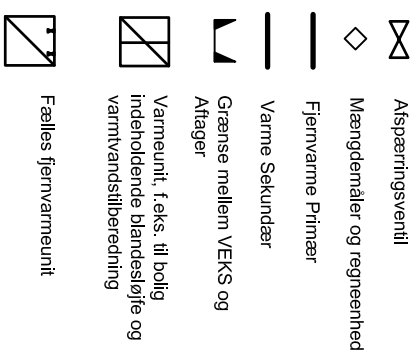 Afspærringsventil
Mængdemåler og regneenhed
Fjernvarme Primær
Varme Sekundær
Grænse mellem VEKS og
Aftager
Varmeunit, f.eks. til bolig
indeholdende blandesløjfe og
varmtvandstilberedning
Fælles fjernvarmeunit